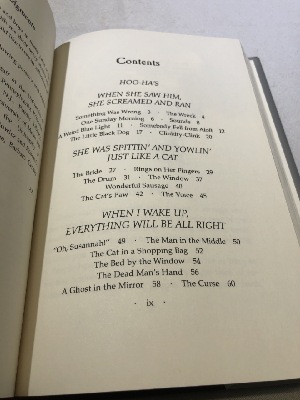 Contents
HOO-HA'S
WHEN SHE SAW HIM,
SHE SCREAMED AND RAN
Something Was Wrong 3 · The Wreck 4
One Sunday Morning 6 · Sounds 8
A Weird Blue Light 11 · Somebody Fell from Aloft 12
The Little Black Dog 17 · Clinkity-Clink 20
SHE WAS SPITTIN' AND YOWLIN'
JUST LIKE A CAT
The Bride 27 · Rings on Her Fingers 29
The Drum 31 · The Window 37
Wonderful Sausage 40
The Cat's Paw 42 · The Voice 45
WHEN I WAKE UP,
EVERYTHING WILL BE ALL RIGHT
"Oh, Susannah!" 49 · The Man in the Middle 50
The Cat in a Shopping Bag 52
The Bed by the Window 54
The Dead Man's Hand 56
A Ghost in the Mirror 58 · The Curse 60
· ix ·